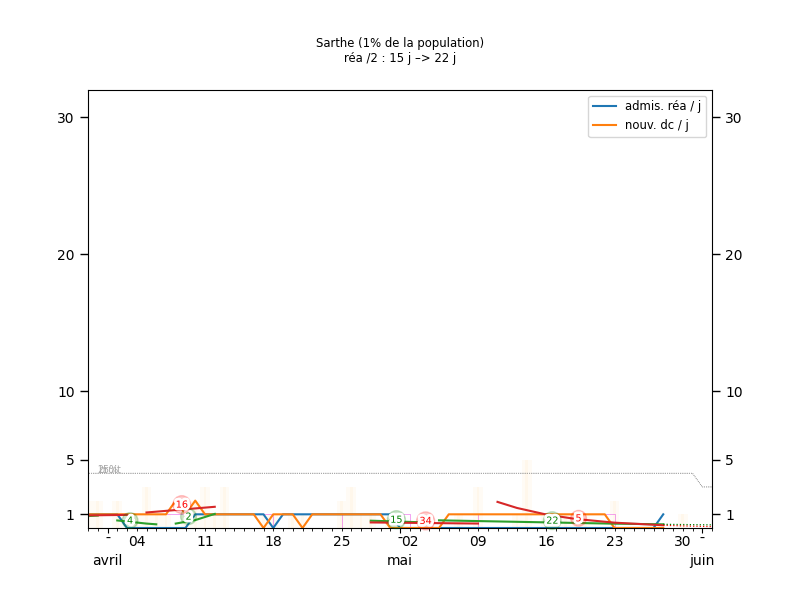 Sarthe (1% de la population)
réa /2 : 15 j –> 22 j
admis. réa / j
nouv. dc / j
30 30
20 20
10 10
5 5
1 1
4 16 2 15 34 22 5
- 04 11 18 25 - 02 09 16 23 30 -
avril mai juin